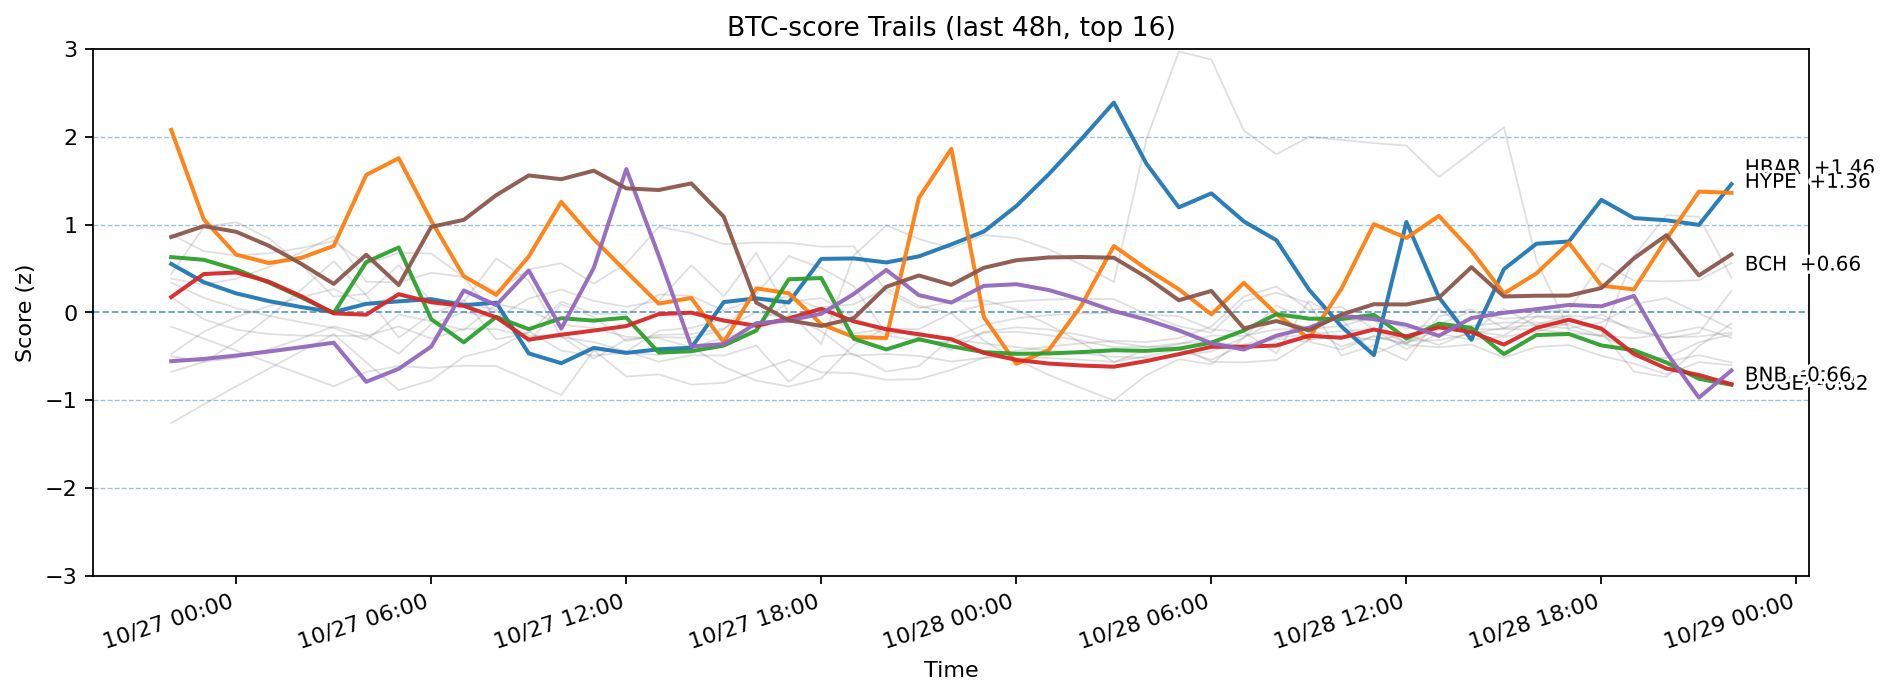 BTC-score Trails (last 48h, top 16)
3
2
1
0
−1
−2
−3
Score (z)
HBAR +1.46
HYPE +1.36
BCH +0.66
BNB -0.66
DOGE -0.82
10/27 00:00
10/27 06:00
10/27 12:00
10/27 18:00
10/28 00:00
10/28 06:00
10/28 12:00
10/28 18:00
10/29 00:00
Time